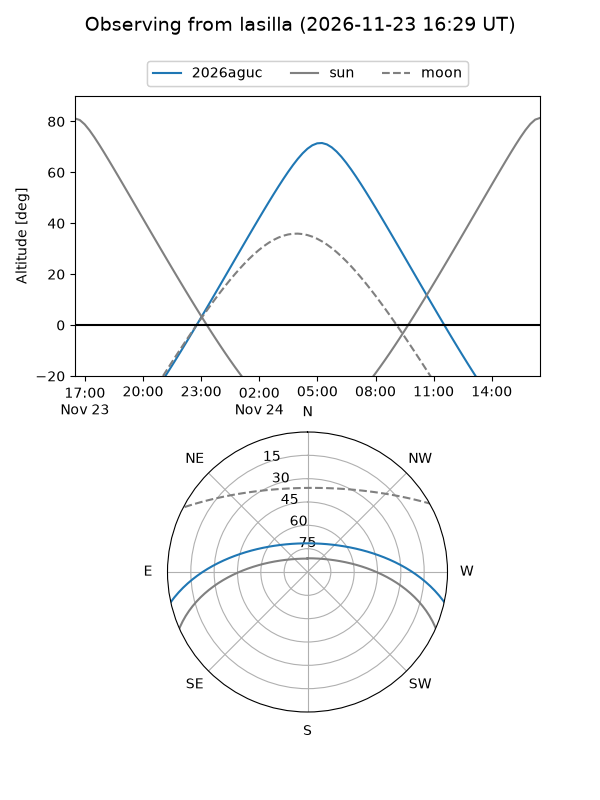 Observing from lasilla (2026-11-23 16:29 UT)
2026aguc sun moon
Altitude [deg]
80
60
40
20
0
−20
17:00 20:00 23:00 02:00 05:00 08:00 11:00 14:00
Nov 23 Nov 24
N
NE NW
15
30
45
60
75
E W
SE SW
S